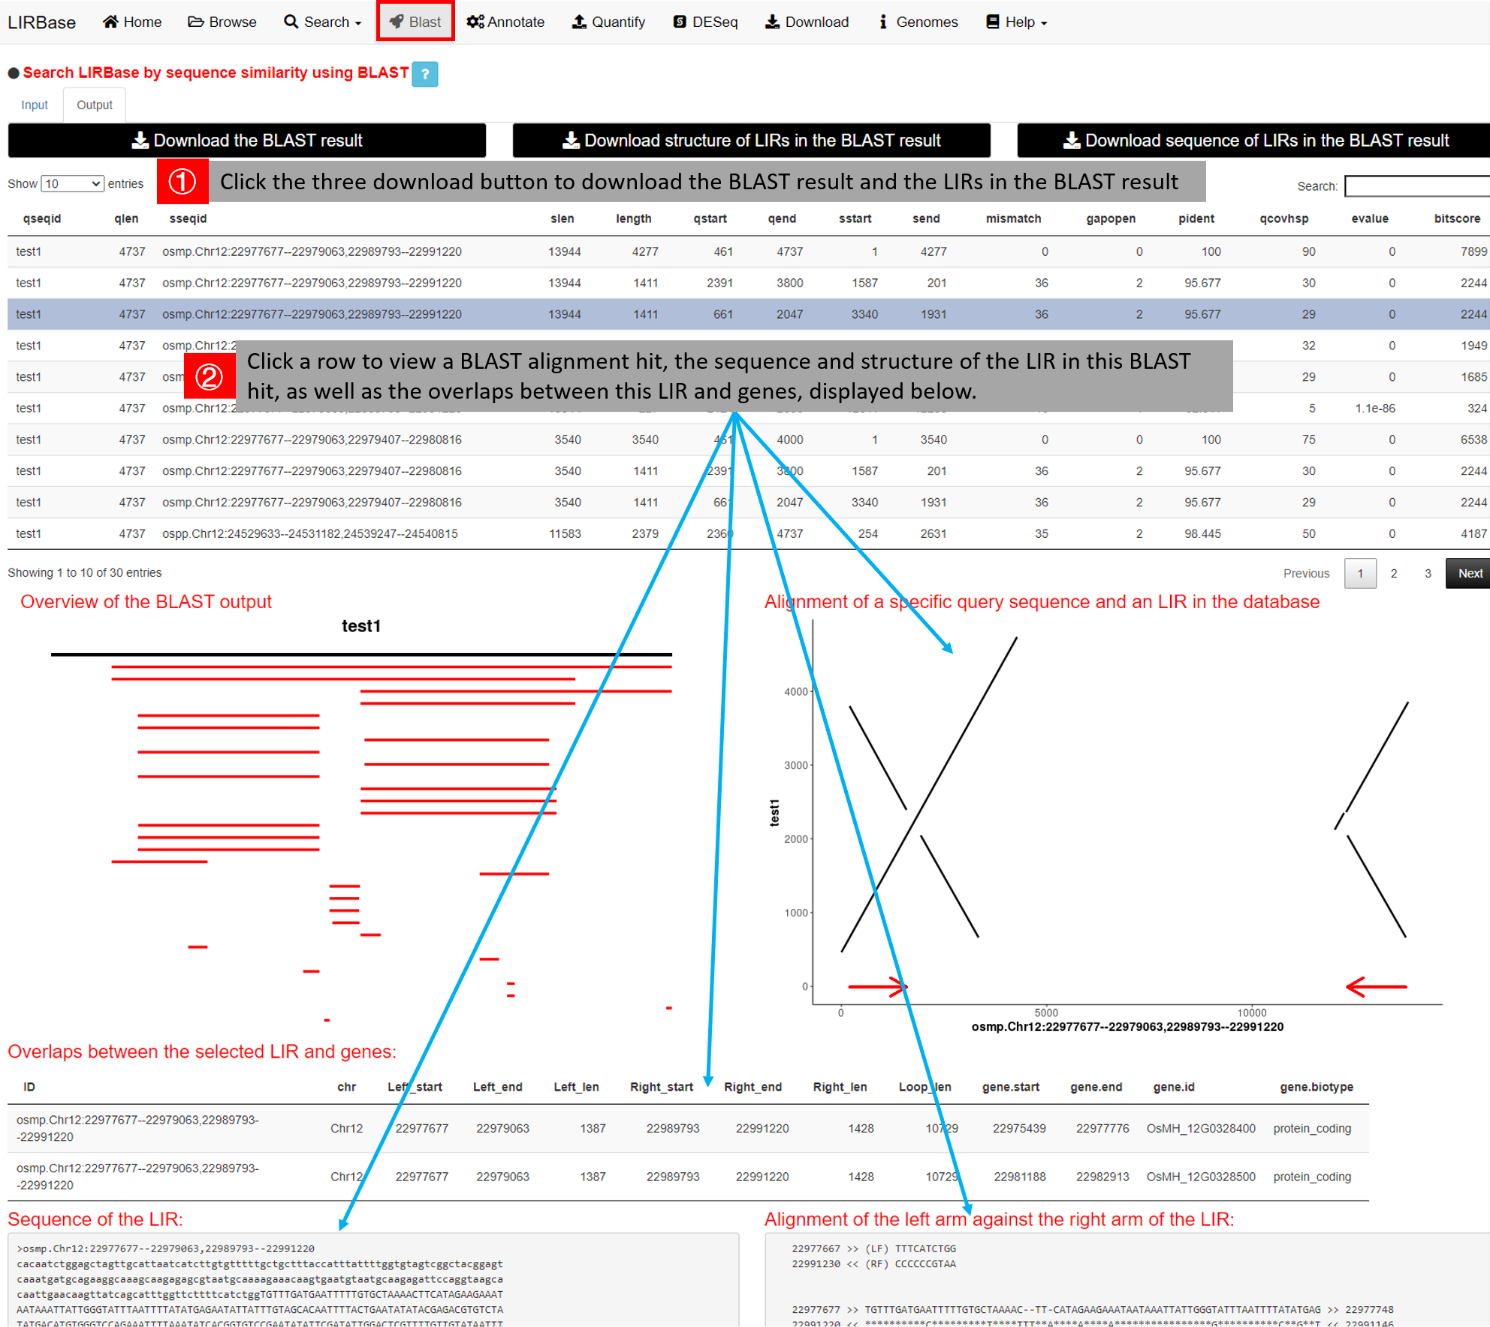 LIRBase Home Browse Search Blast Annotate Quantify DESeq Download Genomes Help
Search LIRBase by sequence similarity using BLAST ?
Input Output
Download the BLAST result Download structure of LIRs in the BLAST result Download sequence of LIRs in the BLAST result
Show 10 entries ① Click the three download button to download the BLAST result and the LIRs in the BLAST result Search:
qseqid qlen sseqid slen length qstart qend sstart send mismatch gapopen pident qcovhsp evalue bitscore
test1 4737 osmp.Chr12:22977677--22979063,22989793--22991220 13944 4277 461 4737 1 4277 0 0 100 90 0 7899
test1 4737 osmp.Chr12:22977677--22979063,22989793--22991220 13944 1411 2391 3800 1587 201 36 2 95.677 30 0 2244
test1 4737 osmp.Chr12:22977677--22979063,22989793--22991220 13944 1411 661 2047 3340 1931 36 2 95.677 29 0 2244
test1 4737 osmp.Chr12:2 32 0 1949
② Click a row to view a BLAST alignment hit, the sequence and structure of the LIR in this BLAST
hit, as well as the overlaps between this LIR and genes, displayed below.
test1 4737 osm 29 0 1685
test1 4737 5 1.1e-86 324
test1 4737 osmp.Chr12:22977677--22979063,22979407--22980816 3540 3540 461 4000 1 3540 0 0 100 75 0 6538
test1 4737 osmp.Chr12:22977677--22979063,22979407--22980816 3540 1411 2391 3800 1587 201 36 2 95.677 30 0 2244
test1 4737 osmp.Chr12:22977677--22979063,22979407--22980816 3540 1411 661 2047 3340 1931 36 2 95.677 29 0 2244
test1 4737 ospp.Chr12:24529633--24531182,24539247--24540815 11583 2379 2360 4737 254 2631 35 2 98.445 50 0 4187
Showing 1 to 10 of 30 entries Previous 1 2 3 Next
Overview of the BLAST output
test1
Alignment of a specific query sequence and an LIR in the database
4000
3000
2000
1000
0
test1
0 5000 10000
osmp.Chr12:22977677--22979063,22989793--22991220
Overlaps between the selected LIR and genes:
ID chr Left_start Left_end Left_len Right_start Right_end Right_len Loop_len gene.start gene.end gene.id gene.biotype
osmp.Chr12:22977677--22979063,22989793-
-22991220 Chr12 22977677 22979063 1387 22989793 22991220 1428 10729 22975439 22977776 OsMH_12G0328400 protein_coding
osmp.Chr12:22977677--22979063,22989793-
-22991220 Chr12 22977677 22979063 1387 22989793 22991220 1428 10729 22981188 22982913 OsMH_12G0328500 protein_coding
Sequence of the LIR:
>osmp.Chr12:22977677--22979063,22989793--22991220
cacaatctggagctagttgcattaatcatcttgtgtttttgctgctttaccatttattttggtgtagtcggctacggagt
caaatgatgcagaaggcaaagcaagagagcgtaatgcaaaagaaacaagtgaatgtaatgcaagagattccaggtaagca
caattgaacaagttatcagcatttggttcttttcatctggTGTTTGATGAATTTTTGTGCTAAAACTTCATAGAAGAAAT
AATAAATTATTGGGTATTTAATTTTATATGAGAATATTATTTGTAGCACAATTTTACTGAATATATACGAGACGTGTCTA
TATGACATGTGGGTCCAGAAATTTTAAATATCACGGTGTCCGAATATATTCGATATTGGACTCGTTTTGTTGTATAATTT
Alignment of the left arm against the right arm of the LIR:
22977667 >> (LF) TTTCATCTGG
22991230 << (RF) CCCCCCGTAA
22977677 >> TGTTTGATGAATTTTTGTGCTAAAAC--TT-CATAGAAGAAATAATAAATTATTGGGTATTTAATTTTATATGAG >> 22977748
22991220 << **********C*********T****TTT**A****A****A****************G**********C**G**T << 22991146